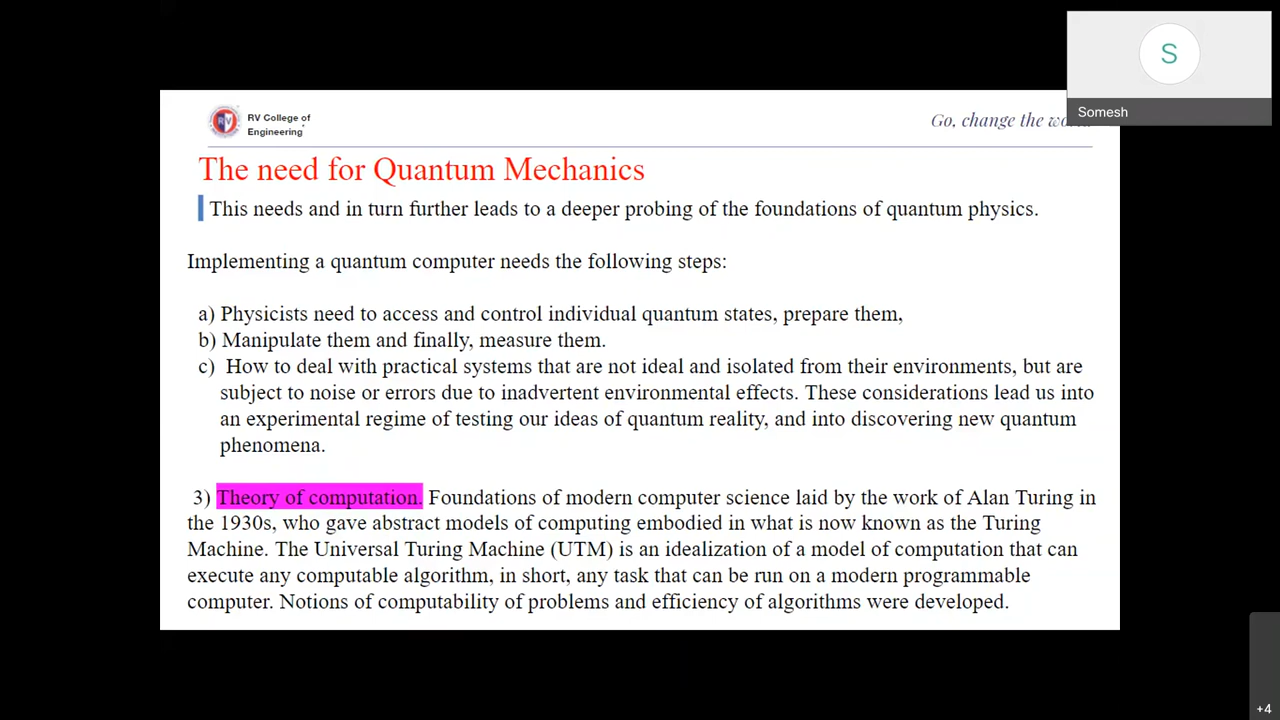 S
Somesh
RV College of
Engineering
Go, change the
The need for Quantum Mechanics
This needs and in turn further leads to a deeper probing of the foundations of quantum physics.
Implementing a quantum computer needs the following steps:
a) Physicists need to access and control individual quantum states, prepare them,
b) Manipulate them and finally, measure them.
c) How to deal with practical systems that are not ideal and isolated from their environments, but are
subject to noise or errors due to inadvertent environmental effects. These considerations lead us into
an experimental regime of testing our ideas of quantum reality, and into discovering new quantum
phenomena.
3) Theory of computation. Foundations of modern computer science laid by the work of Alan Turing in
the 1930s, who gave abstract models of computing embodied in what is now known as the Turing
Machine. The Universal Turing Machine (UTM) is an idealization of a model of computation that can
execute any computable algorithm, in short, any task that can be run on a modern programmable
computer. Notions of computability of problems and efficiency of algorithms were developed.
+4